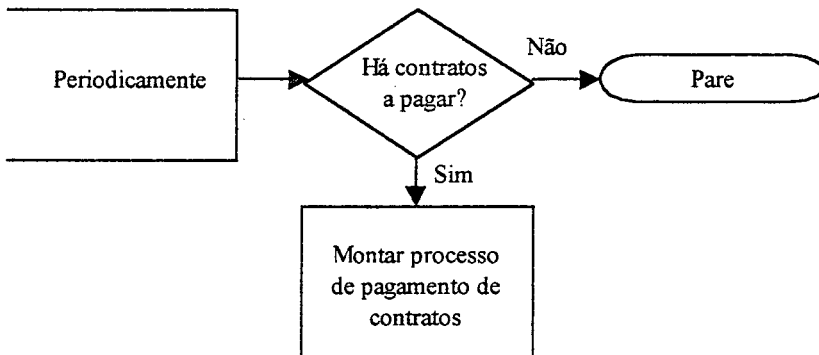 Periodicamente
Há contratos
a pagar?
Não
Pare
Sim
Montar processo
de pagamento de
contratos